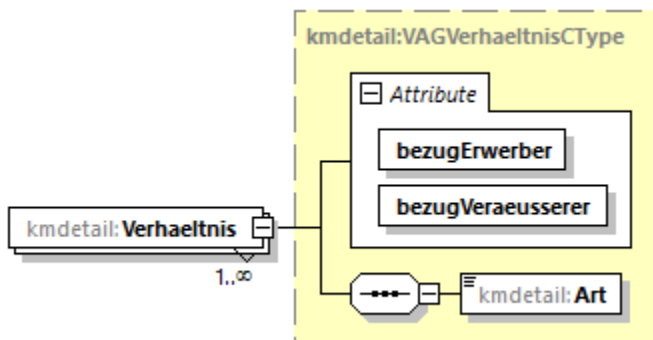 kmdetail:VAGVerhaeltnisCType
Attribute
bezugErwerber
bezugVeraeusserer
kmdetail:Verhaeltnis
1..∞
kmdetail:Art